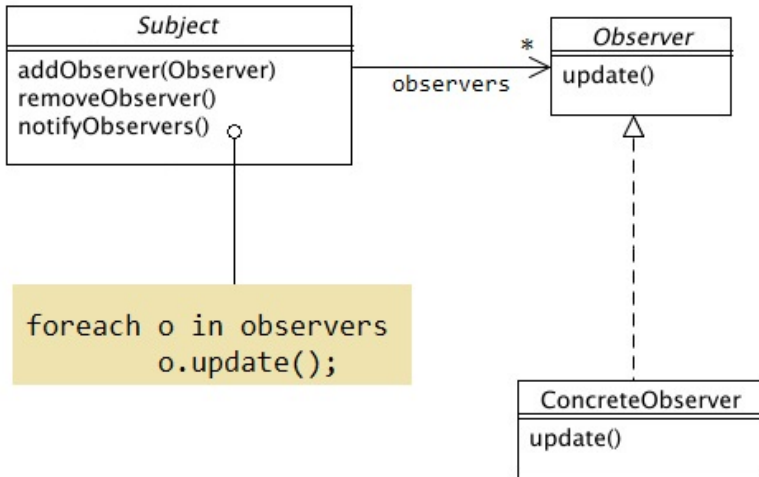 Subject
addObserver(Observer)
removeObserver()
notifyObservers()
*
observers
Observer
update()
foreach o in observers
o.update();
ConcreteObserver
update()